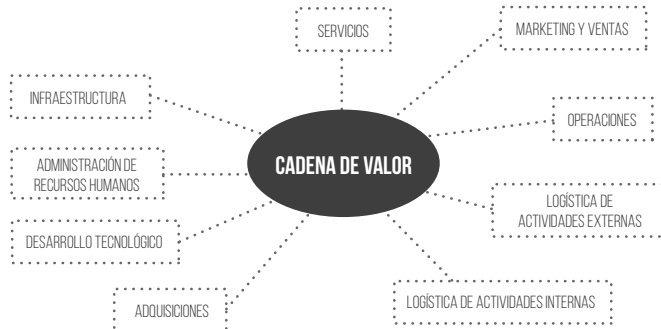 SERVICIOS
MARKETING Y VENTAS
INFRAESTRUCTURA
OPERACIONES
CADENA DE VALOR
ADMINISTRACIÓN DE
RECURSOS HUMANOS
LOGÍSTICA DE
ACTIVIDADES EXTERNAS
DESARROLLO TECNOLÓGICO
LOGÍSTICA DE ACTIVIDADES INTERNAS
ADQUISICIONES